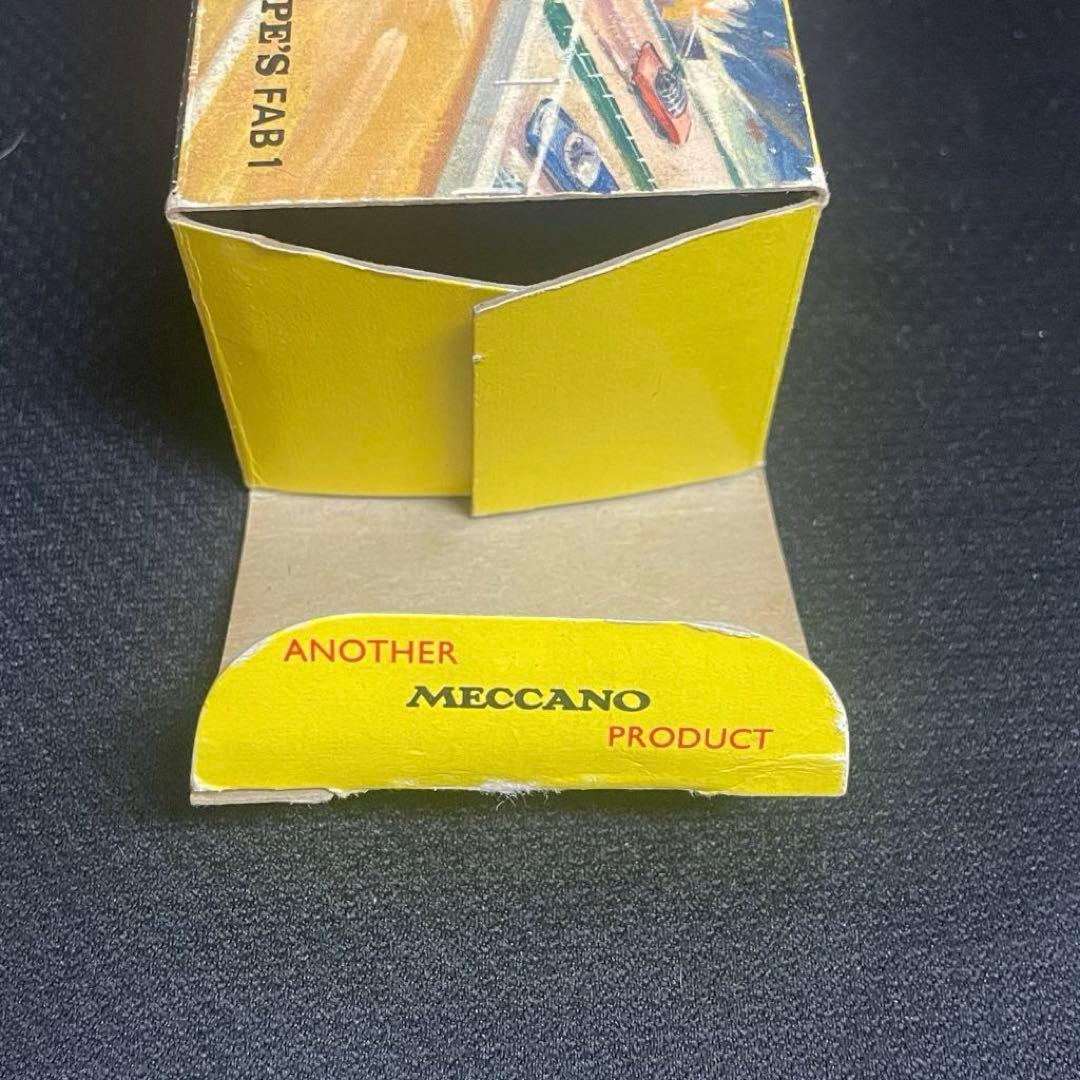 PE'S FAB 1
ANOTHER
MECCANO
PRODUCT